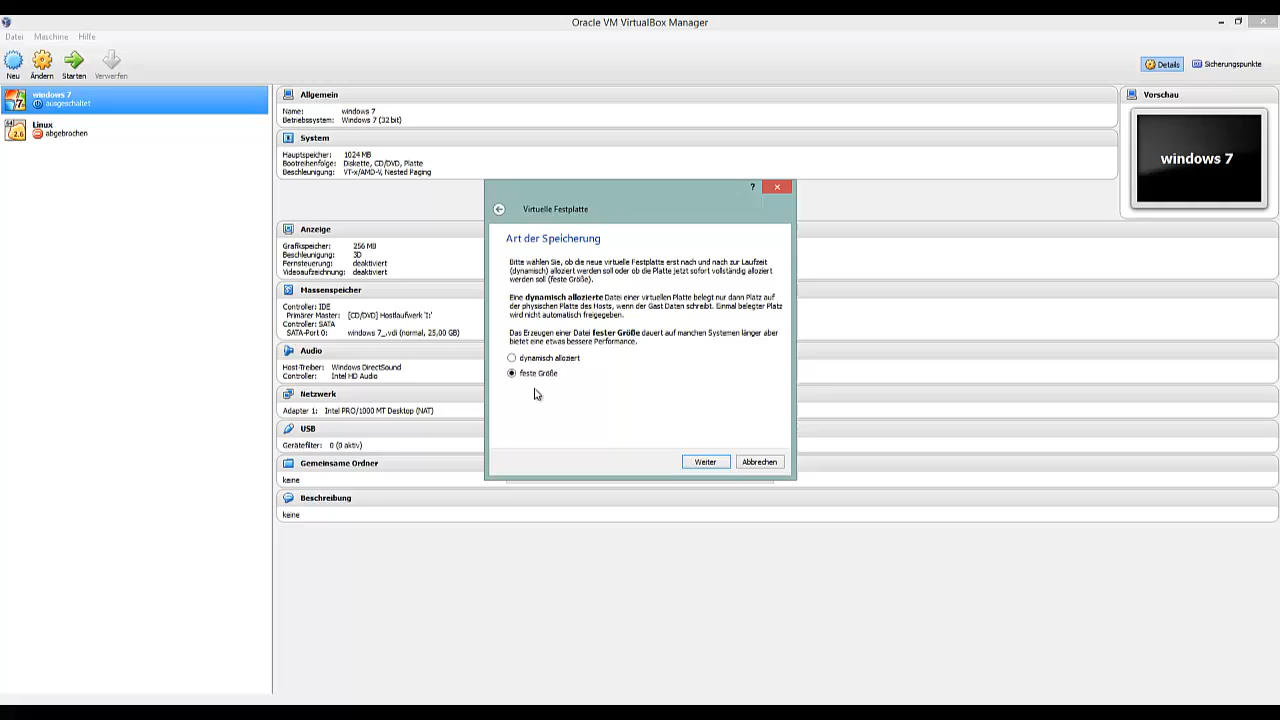 Oracle VM VirtualBox Manager
Datei Maschine Hilfe
Neu Ändern Starten Verwerfen
Details Sicherungspunkte
windows 7
ausgeschaltet
Linux
abgebrochen
Allgemein
Name: windows 7
Betriebssystem: Windows 7 (32 bit)
System
Hauptspeicher: 1024 MB
Bootreihenfolge: Diskette, CD/DVD, Platte
Beschleunigung: VT-x/AMD-V, Nested Paging
Vorschau
windows 7
Anzeige
Grafikspeicher: 256 MB
Beschleunigung: 3D
Fernsteuerung: deaktiviert
Videoaufzeichnung: deaktiviert
Massenspeicher
Controller: IDE
Primärer Master: [CD/DVD] Hostlaufwerk 'I:'
Controller: SATA
SATA-Port 0: windows 7_.vdi (normal, 25,00 GB)
Audio
Host-Treiber: Windows DirectSound
Controller: Intel HD Audio
Netzwerk
Adapter 1: Intel PRO/1000 MT Desktop (NAT)
USB
Gerätefilter: 0 (0 aktiv)
Gemeinsame Ordner
keine
Beschreibung
keine
?
Virtuelle Festplatte
Art der Speicherung
Bitte wählen Sie, ob die neue virtuelle Festplatte erst nach und nach zur Laufzeit
(dynamisch) alloziert werden soll oder ob die Platte jetzt sofort vollständig alloziert
werden soll (feste Größe).
Eine dynamisch allozierte Datei einer virtuellen Platte belegt nur dann Platz auf
der physischen Platte des Hosts, wenn der Gast Daten schreibt. Einmal belegter Platz
wird nicht automatisch freigegeben.
Das Erzeugen einer Datei fester Größe dauert auf manchen Systemen länger aber
bietet eine etwas bessere Performance.
dynamisch alloziert
feste Größe
Weiter Abbrechen